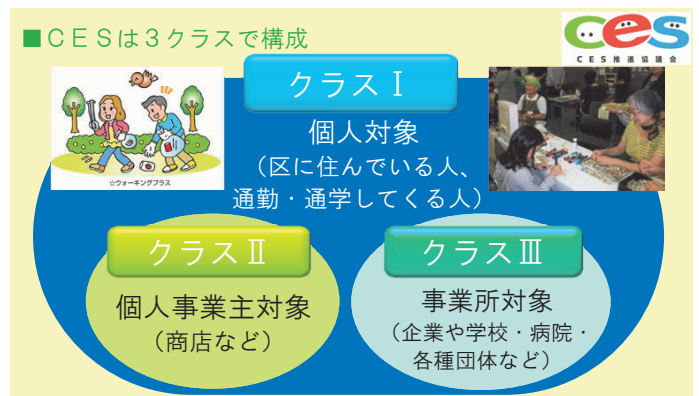 ■CESは3クラスで構成
ces
CES推進協議会
クラスⅠ
個人対象
（区に住んでいる人、
通勤・通学してくる人）
☆ウォーキングプラス
クラスⅡ
個人事業主対象
（商店など）
クラスⅢ
事業所対象
（企業や学校・病院・
各種団体など）